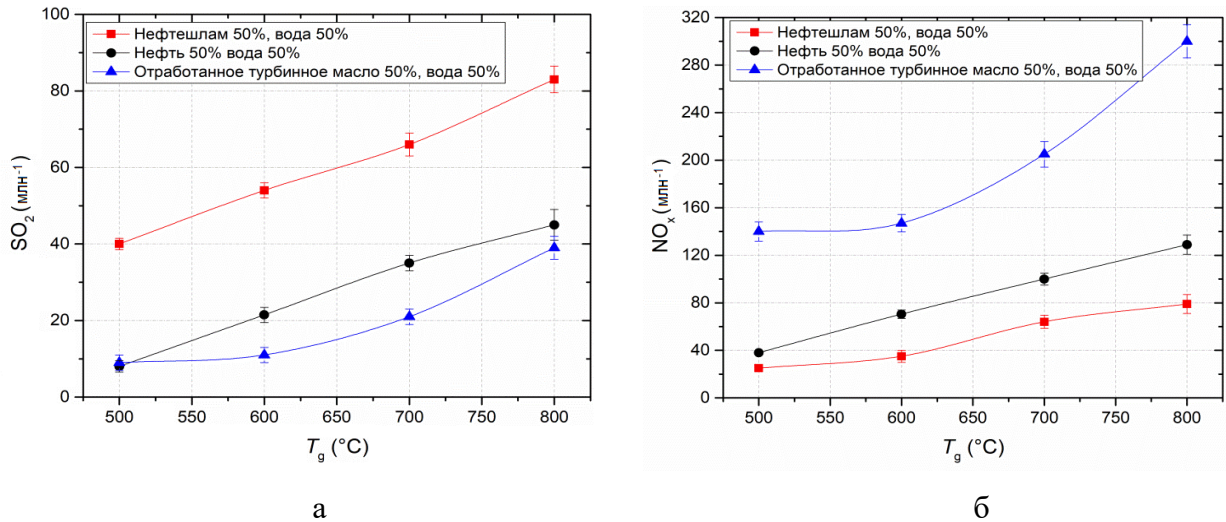 а
100
80
60
40
20
0
SO2 (млн-1)
Нефтешлам 50%, вода 50%
Нефть 50% вода 50%
Отработанное турбинное масло 50%, вода 50%
500 550 600 650 700 750 800
Tg (°C)
а
б
320
280
240
200
160
120
80
40
0
NOx (млн-1)
Нефтешлам 50%, вода 50%
Нефть 50% вода 50%
Отработанное турбинное масло 50%, вода 50%
500 550 600 650 700 750 800
Tg (°C)
б